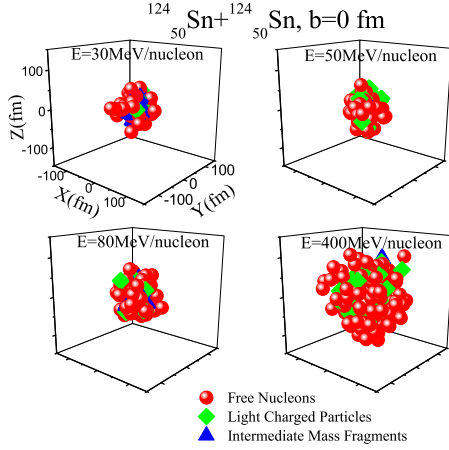 124 124
50Sn+ 50Sn, b=0 fm
E=30MeV/nucleon
E=50MeV/nucleon
100
0
-100
Z(fm)
-100
0
100
X(fm)
-100
0
100
Y(fm)
E=80MeV/nucleon
E=400MeV/nucleon
Free Nucleons
Light Charged Particles
Intermediate Mass Fragments